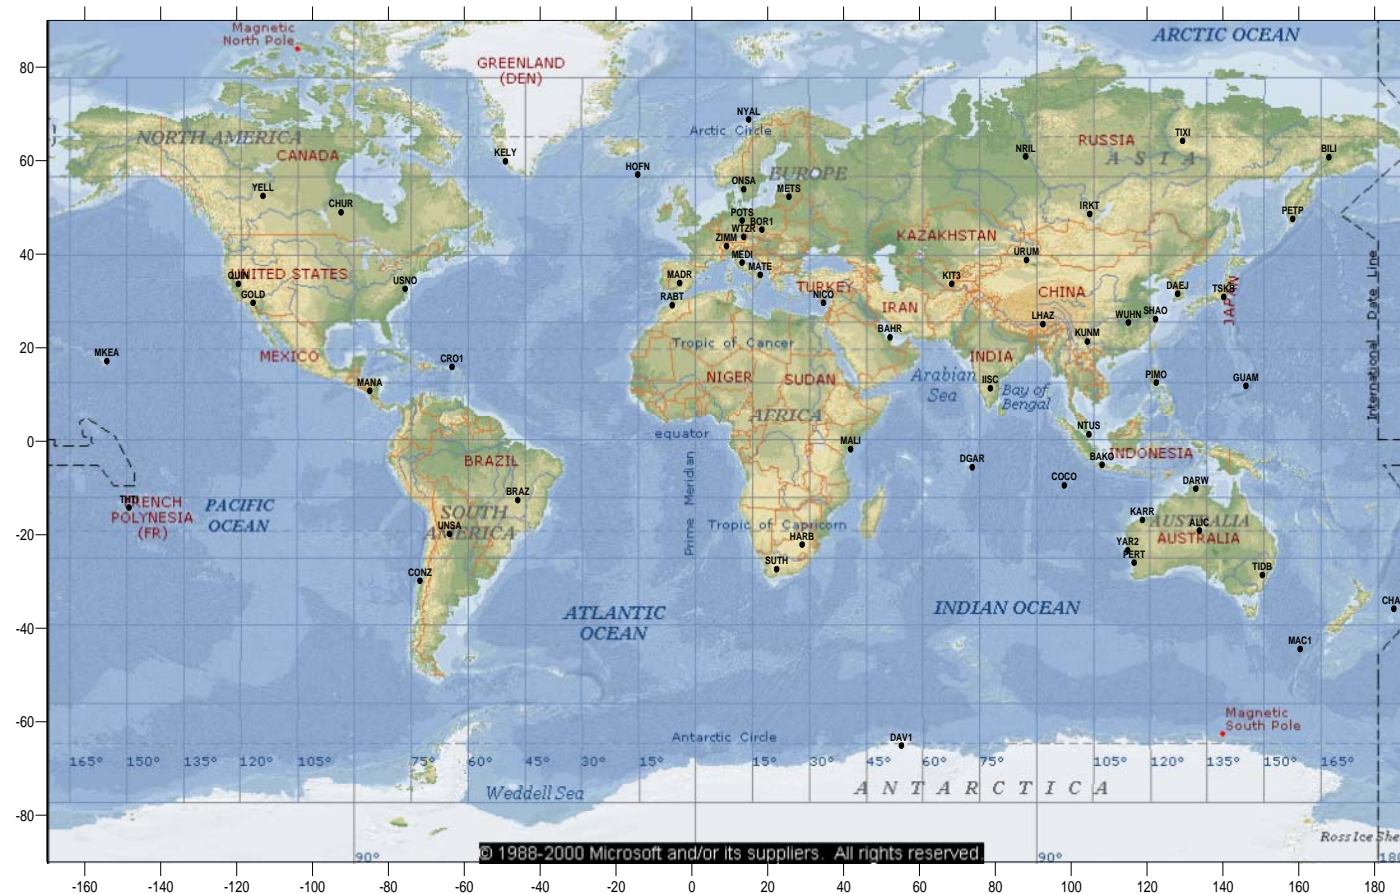 Magnetic
North Pole
ARCTIC OCEAN
GREENLAND
(DEN)
80
NYAL
Arctic Circle
NORTH AMERICA
CANADA
RUSSIA
TIXI
A S I A
BILI
NRIL
60
KELY
HOFN
EUROPE
ONSA
METS
YELL
CHUR
POTS
BOR1
IRKT
PETP
WTZR
ZIMM
KAZAKHSTAN
International Date Line
40
MEDI
MATE
URUM
UNITED STATES
USNO
MADR
KIT3
GOLD
RABT
TURKEY
NICO
IRAN
CHINA
DAEJ
TSKB
JAPAN
LHAZ
WUHN
SHAO
BAHR
KUNM
20
MKEA
MEXICO
CRO1
Tropic of Cancer
INDIA
MANA
NIGER
SUDAN
Arabian
Sea
IISC
Bay of
Bengal
PIMO
GUAM
AFRICA
0
equator
MALI
NTUS
BAKO
INDONESIA
BRAZIL
DGAR
COCO
DARW
Prime Meridian
BRAZ
FRENCH
POLYNESIA
(FR)
PACIFIC
OCEAN
SOUTH
AMERICA
UNSA
Tropic of Capricorn
KARR
AUSTRALIA
ALIC
AUSTRALIA
-20
HARB
YAR2
PERT
SUTH
TIDB
CONZ
ATLANTIC
OCEAN
INDIAN OCEAN
CHA
-40
MAC1
-60
Magnetic
South Pole
Antarctic Circle
DAV1
165° 150° 135° 120° 105° 75° 60° 45° 30° 15° 15° 30° 45° 60° 75° 105° 120° 135° 150° 165°
Weddell Sea
A N T A R C T I C A
-80
Ross Ice She
90°
© 1988-2000 Microsoft and/or its suppliers. All rights reserved.
90°
180
-160 -140 -120 -100 -80 -60 -40 -20 0 20 40 60 80 100 120 140 160 180